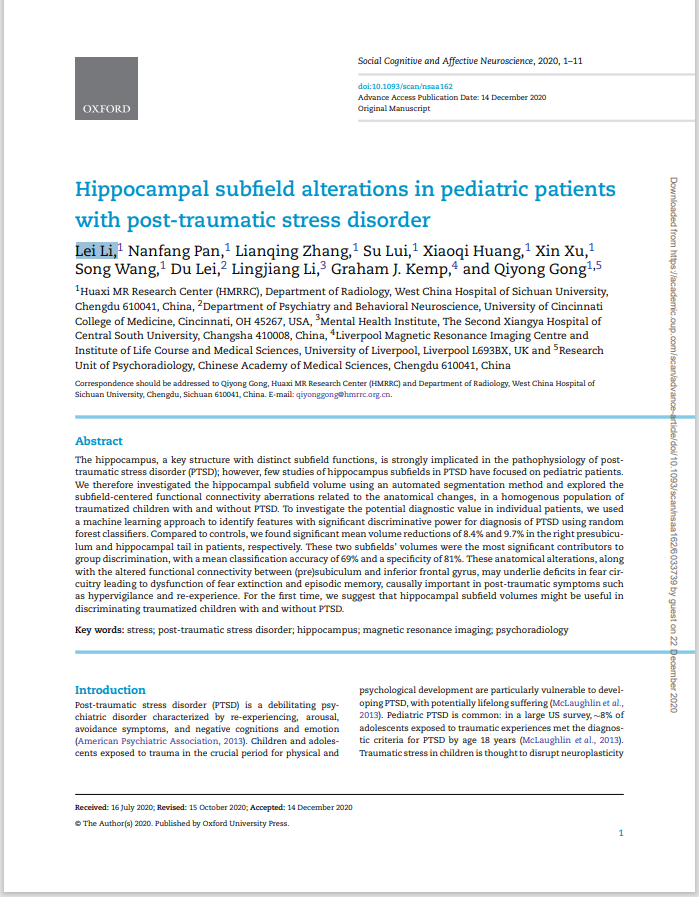 OXFORD
Social Cognitive and Affective Neuroscience, 2020, 1–11
doi:10.1093/scan/nsaa162
Advance Access Publication Date: 14 December 2020
Original Manuscript
Hippocampal subfield alterations in pediatric patients
with post-traumatic stress disorder
Lei Li,1 Nanfang Pan,1 Lianqing Zhang,1 Su Lui,1 Xiaoqi Huang,1 Xin Xu,1
Song Wang,1 Du Lei,2 Lingjiang Li,3 Graham J. Kemp,4 and Qiyong Gong1,5
1Huaxi MR Research Center (HMRRC), Department of Radiology, West China Hospital of Sichuan University,
Chengdu 610041, China, 2Department of Psychiatry and Behavioral Neuroscience, University of Cincinnati
College of Medicine, Cincinnati, OH 45267, USA, 3Mental Health Institute, The Second Xiangya Hospital of
Central South University, Changsha 410008, China, 4Liverpool Magnetic Resonance Imaging Centre and
Institute of Life Course and Medical Sciences, University of Liverpool, Liverpool L693BX, UK and 5Research
Unit of Psychoradiology, Chinese Academy of Medical Sciences, Chengdu 610041, China
Correspondence should be addressed to Qiyong Gong, Huaxi MR Research Center (HMRRC) and Department of Radiology, West China Hospital of
Sichuan University, Chengdu, Sichuan 610041, China. E-mail: qiyonggong@hmrrc.org.cn.
Abstract
The hippocampus, a key structure with distinct subfield functions, is strongly implicated in the pathophysiology of post-
traumatic stress disorder (PTSD); however, few studies of hippocampus subfields in PTSD have focused on pediatric patients.
We therefore investigated the hippocampal subfield volume using an automated segmentation method and explored the
subfield-centered functional connectivity aberrations related to the anatomical changes, in a homogenous population of
traumatized children with and without PTSD. To investigate the potential diagnostic value in individual patients, we used
a machine learning approach to identify features with significant discriminative power for diagnosis of PTSD using random
forest classifiers. Compared to controls, we found significant mean volume reductions of 8.4% and 9.7% in the right presubicu-
lum and hippocampal tail in patients, respectively. These two subfields’ volumes were the most significant contributors to
group discrimination, with a mean classification accuracy of 69% and a specificity of 81%. These anatomical alterations, along
with the altered functional connectivity between (pre)subiculum and inferior frontal gyrus, may underlie deficits in fear cir-
cuitry leading to dysfunction of fear extinction and episodic memory, causally important in post-traumatic symptoms such
as hypervigilance and re-experience. For the first time, we suggest that hippocampal subfield volumes might be useful in
discriminating traumatized children with and without PTSD.
Key words: stress; post-traumatic stress disorder; hippocampus; magnetic resonance imaging; psychoradiology
Introduction
Post-traumatic stress disorder (PTSD) is a debilitating psy-
chiatric disorder characterized by re-experiencing, arousal,
avoidance symptoms, and negative cognitions and emotion
(American Psychiatric Association, 2013). Children and adoles-
cents exposed to trauma in the crucial period for physical and
psychological development are particularly vulnerable to devel-
oping PTSD, with potentially lifelong suffering (McLaughlin et al.,
2013). Pediatric PTSD is common: in a large US survey, ~8% of
adolescents exposed to traumatic experiences met the diagnos-
tic criteria for PTSD by age 18 years (McLaughlin et al., 2013).
Traumatic stress in children is thought to disrupt neuroplasticity
Received: 16 July 2020; Revised: 15 October 2020; Accepted: 14 December 2020
© The Author(s) 2020. Published by Oxford University Press.
1
Downloaded from https://academic.oup.com/scan/advance-article/doi/10.1093/scan/nsaa162/6033739 by guest on 22 December 2020